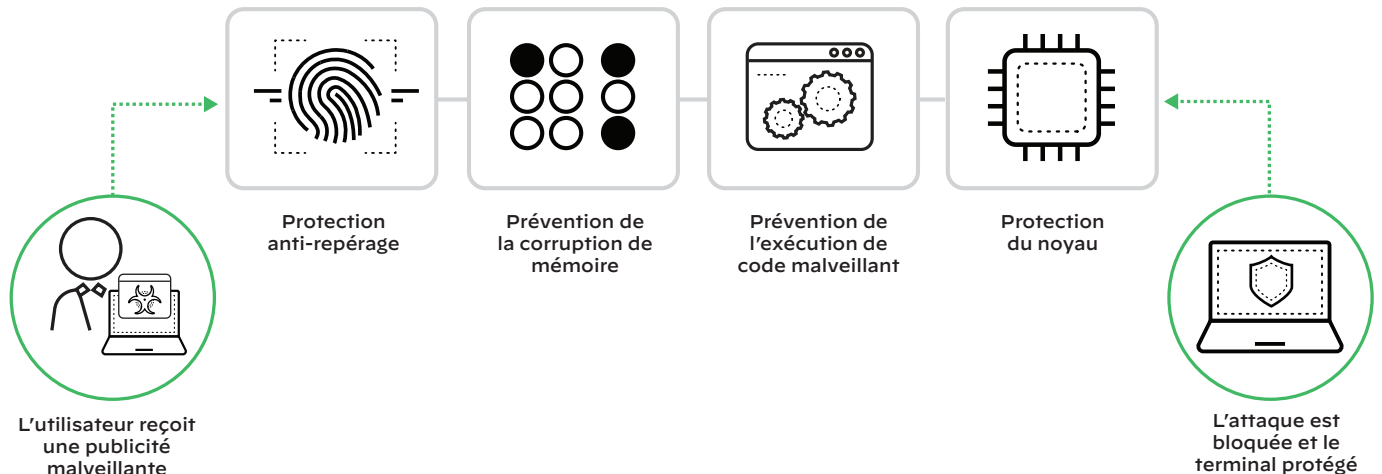 Protection
anti-repérage
Prévention de
la corruption de
mémoire
Prévention de
l'exécution de
code malveillant
Protection
du noyau
L'utilisateur reçoit
une publicité
malveillante
L'attaque est
bloquée et le
terminal protégé